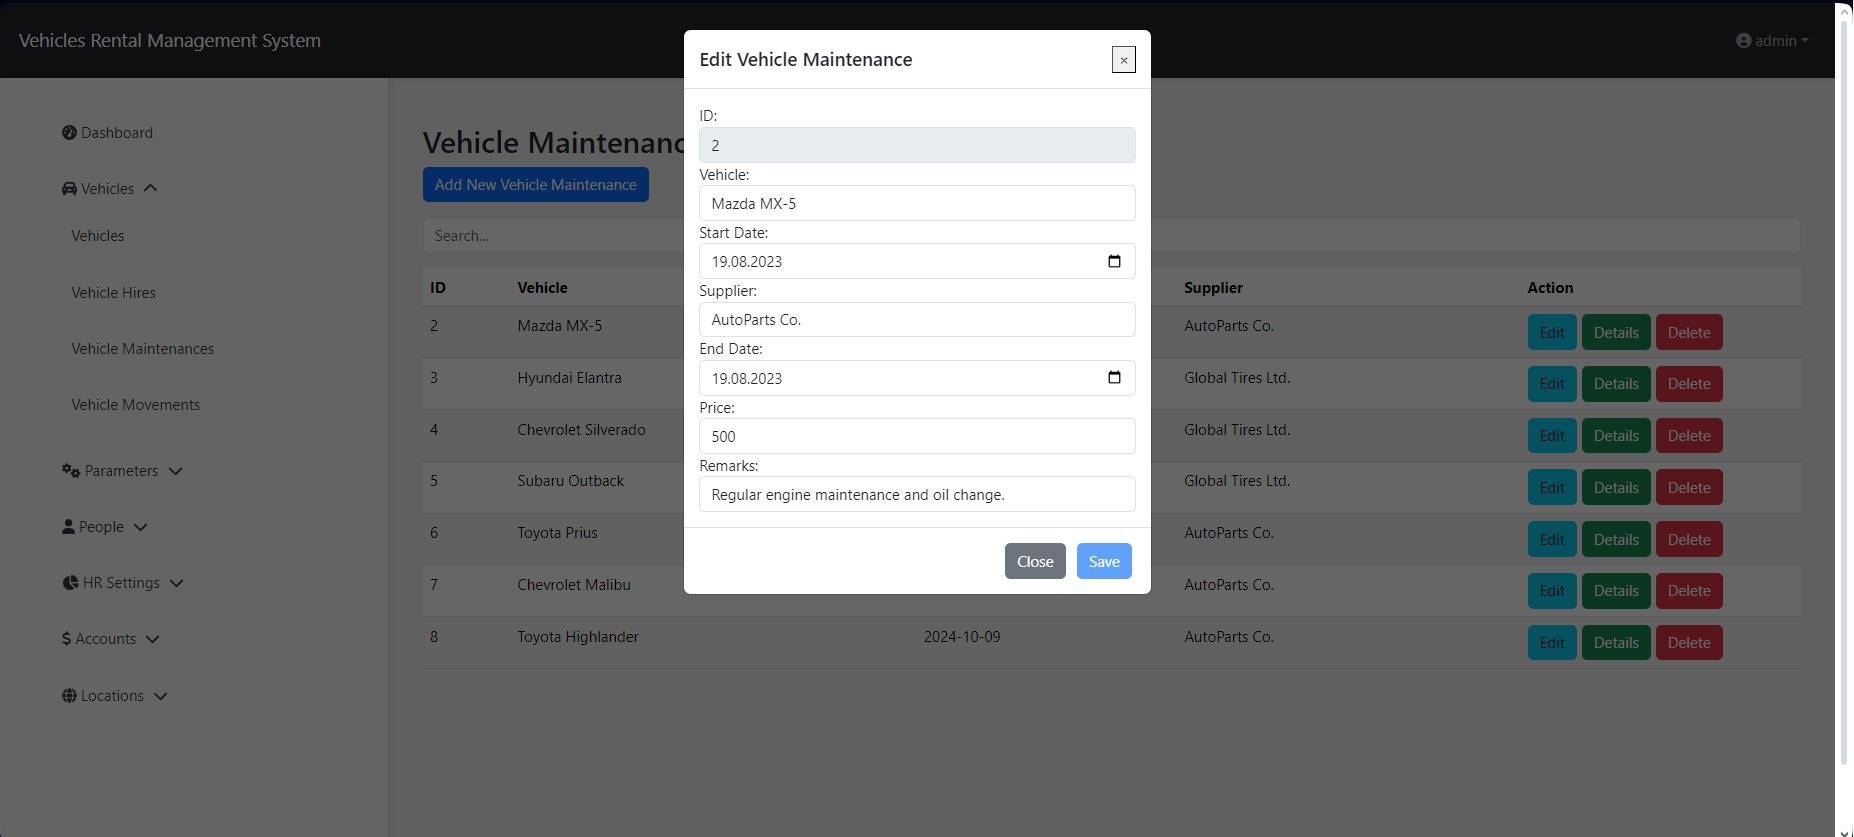 Vehicles Rental Management System
admin
Dashboard
Vehicles
Vehicles
Vehicle Hires
Vehicle Maintenances
Vehicle Movements
Parameters
People
HR Settings
$ Accounts
Locations
Vehicle Maintenanc
Add New Vehicle Maintenance
Search...
ID Vehicle Supplier Action
2 Mazda MX-5 AutoParts Co. Edit Details Delete
3 Hyundai Elantra Global Tires Ltd. Edit Details Delete
4 Chevrolet Silverado Global Tires Ltd. Edit Details Delete
5 Subaru Outback Global Tires Ltd. Edit Details Delete
6 Toyota Prius AutoParts Co. Edit Details Delete
7 Chevrolet Malibu AutoParts Co. Edit Details Delete
8 Toyota Highlander 2024-10-09 AutoParts Co. Edit Details Delete
Edit Vehicle Maintenance ×
ID:
2
Vehicle:
Mazda MX-5
Start Date:
19.08.2023
Supplier:
AutoParts Co.
End Date:
19.08.2023
Price:
500
Remarks:
Regular engine maintenance and oil change.
Close Save